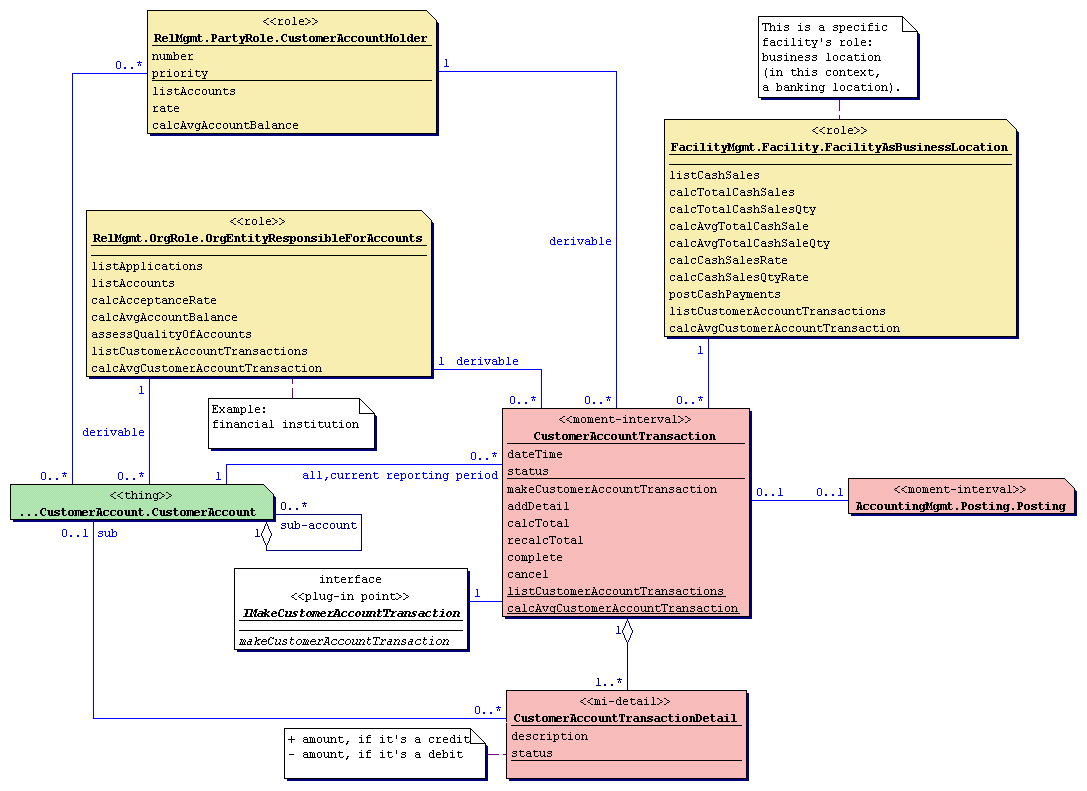 <<role>>
RelMgmt.PartyRole.CustomerAccountHolder
number
priority
listAccounts
rate
calcAvgAccountBalance
0..*
1
This is a specific
facility's role:
business location
(in this context,
a banking location).
<<role>>
FacilityMgmt.Facility.FacilityAsBusinessLocation
listCashSales
calcTotalCashSales
calcTotalCashSalesQty
calcAvgTotalCashSale
calcAvgTotalCashSaleQty
calcCashSalesRate
calcCashSalesQtyRate
postCashPayments
listCustomerAccountTransactions
calcAvgCustomerAccountTransaction
1
0..*
<<role>>
RelMgmt.OrgRole.OrgEntityResponsibleForAccounts
listApplications
listAccounts
calcAcceptanceRate
calcAvgAccountBalance
assessQualityOfAccounts
listCustomerAccountTransactions
calcAvgCustomerAccountTransaction
derivable
1 derivable
0..*
0..*
1
derivable
0..*
0..*
Example:
financial institution
1
0..*
all,current reporting period
<<thing>>
...CustomerAccount.CustomerAccount
0..*
sub-account
1
0..1 sub
<<moment-interval>>
CustomerAccountTransaction
dateTime
status
makeCustomerAccountTransaction
addDetail
calcTotal
recalcTotal
complete
cancel
listCustomerAccountTransactions
calcAvgCustomerAccountTransaction
0..1
0..1
<<moment-interval>>
AccountingMgmt.Posting.Posting
interface
<<plug-in point>>
IMakeCustomerAccountTransaction
makeCustomerAccountTransaction
1
1
1..*
0..*
<<mi-detail>>
CustomerAccountTransactionDetail
description
status
+ amount, if it's a credit
- amount, if it's a debit